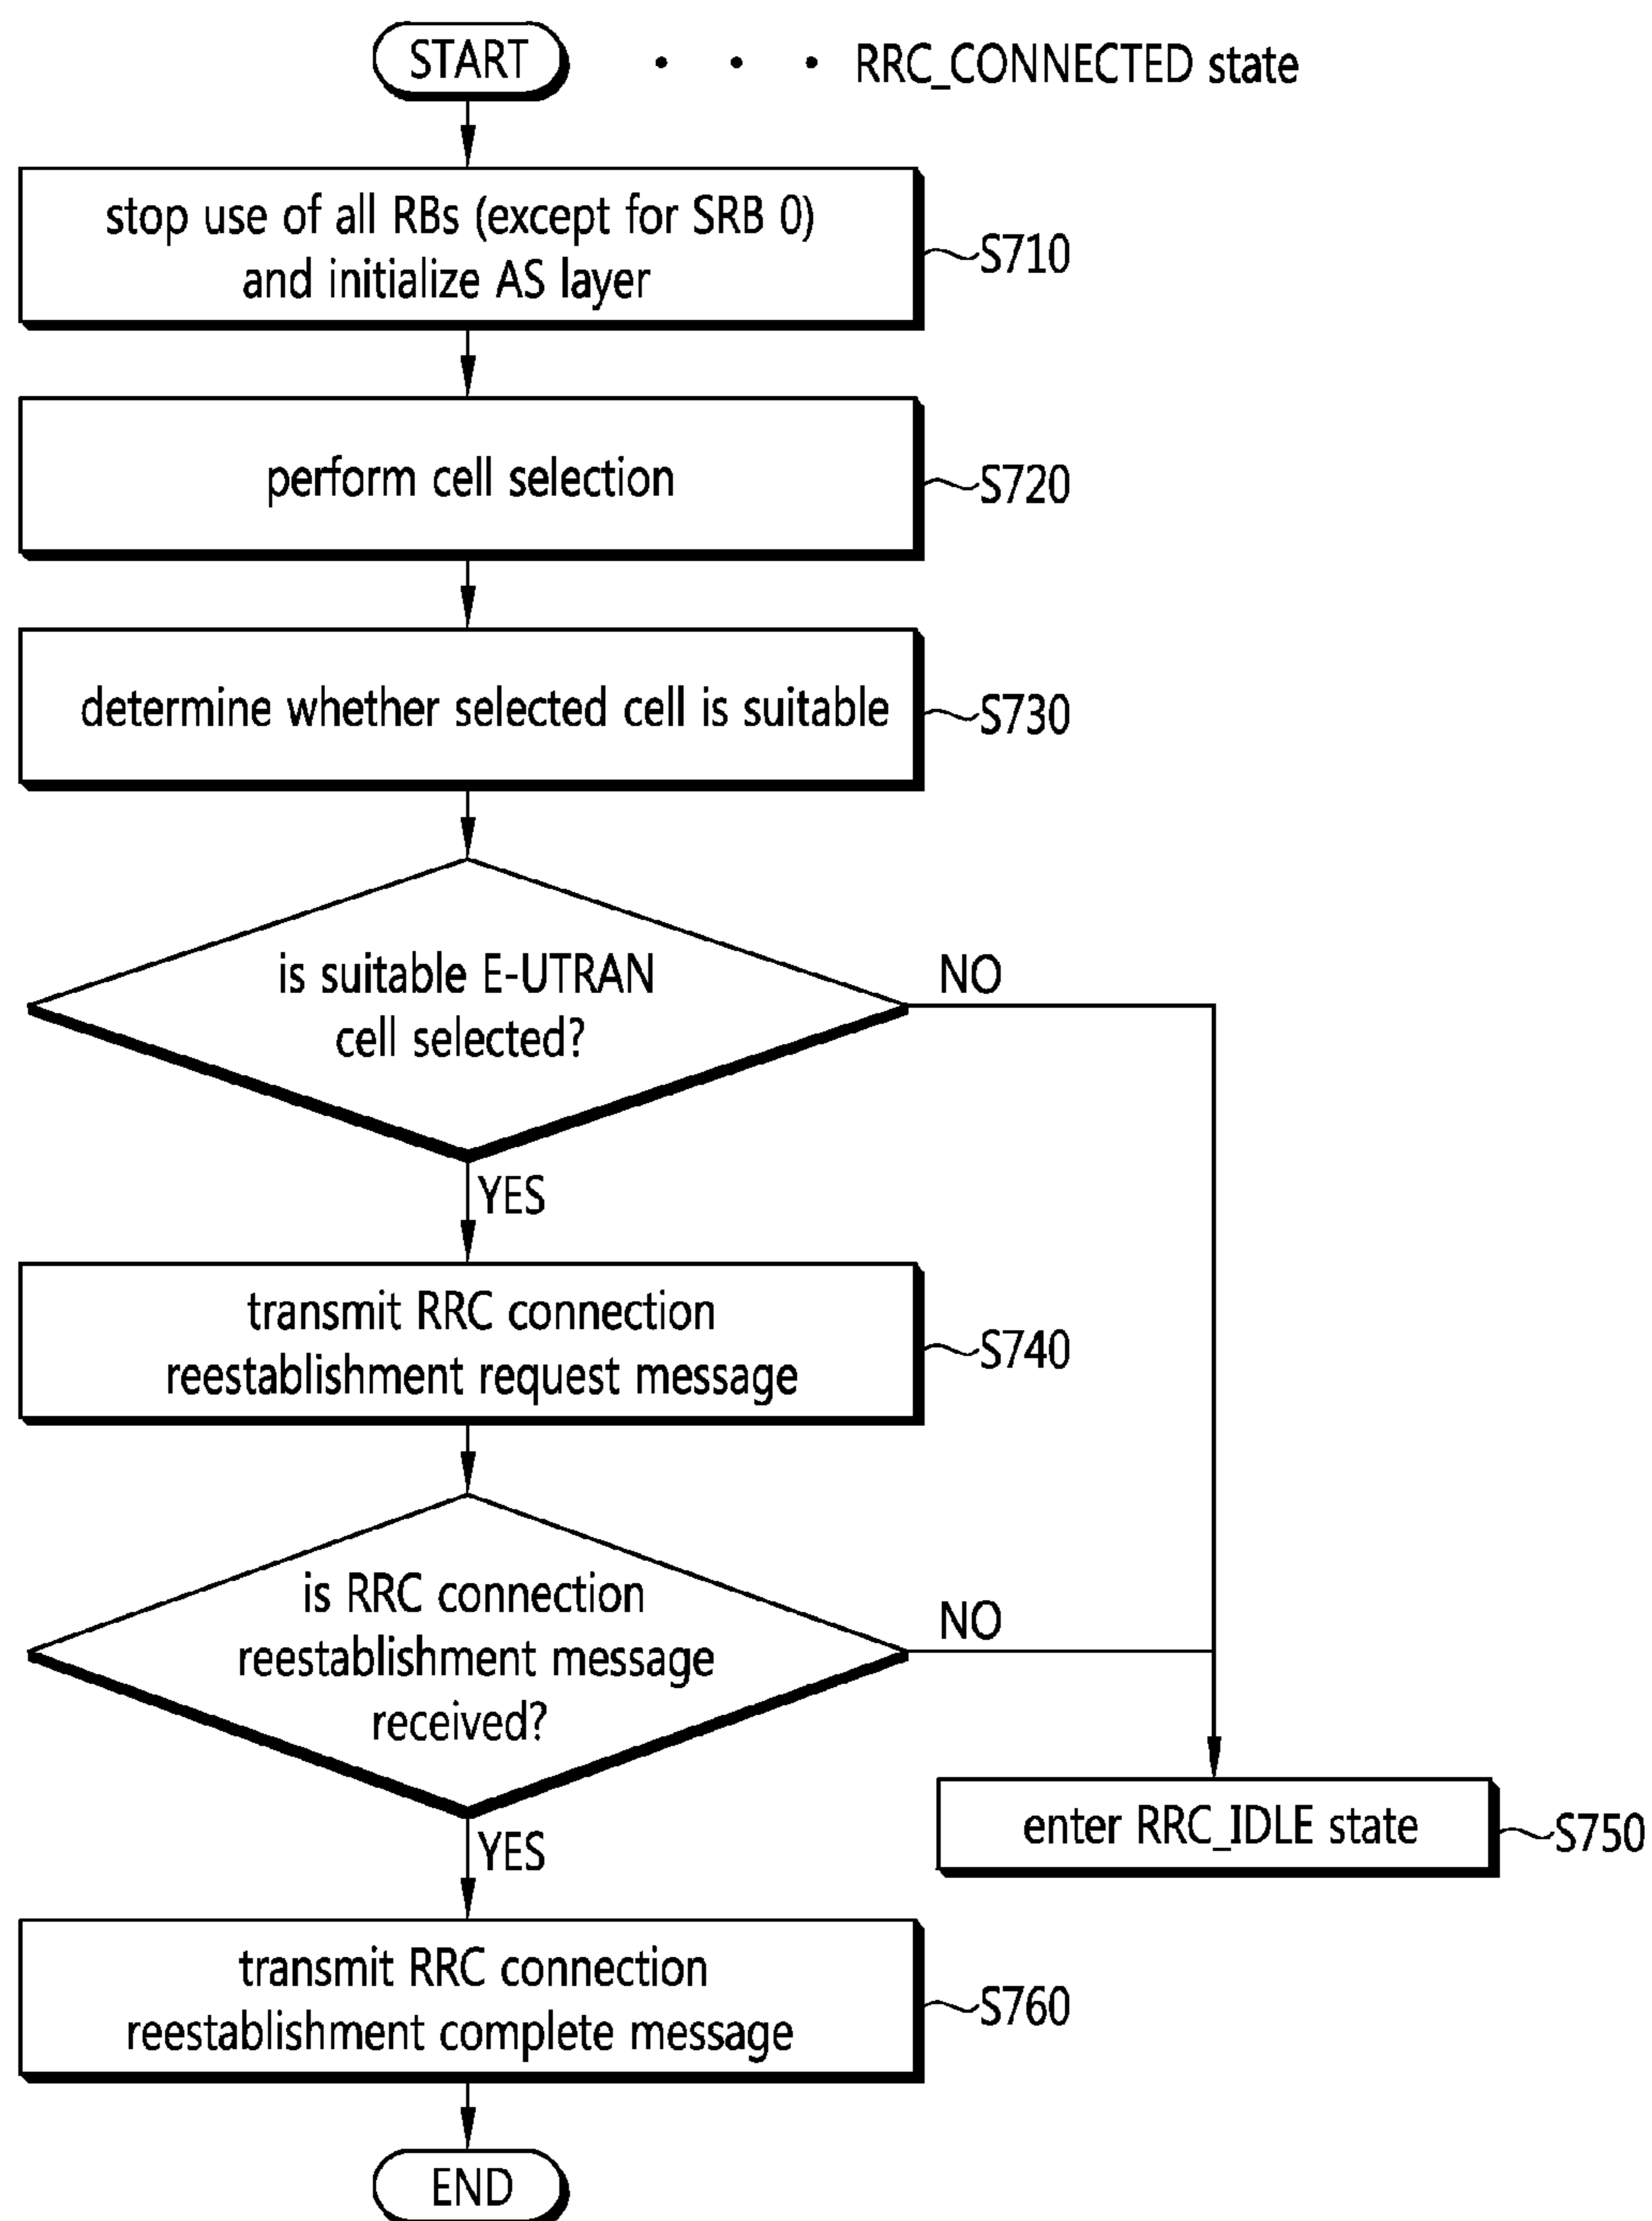 START
• • • RRC_CONNECTED state
stop use of all RBs (except for SRB 0)
and initialize AS layer
S710
perform cell selection
S720
determine whether selected cell is suitable
S730
is suitable E-UTRAN
cell selected?
NO
YES
transmit RRC connection
reestablishment request message
S740
is RRC connection
reestablishment message
received?
NO
YES
enter RRC_IDLE state
S750
transmit RRC connection
reestablishment complete message
S760
END